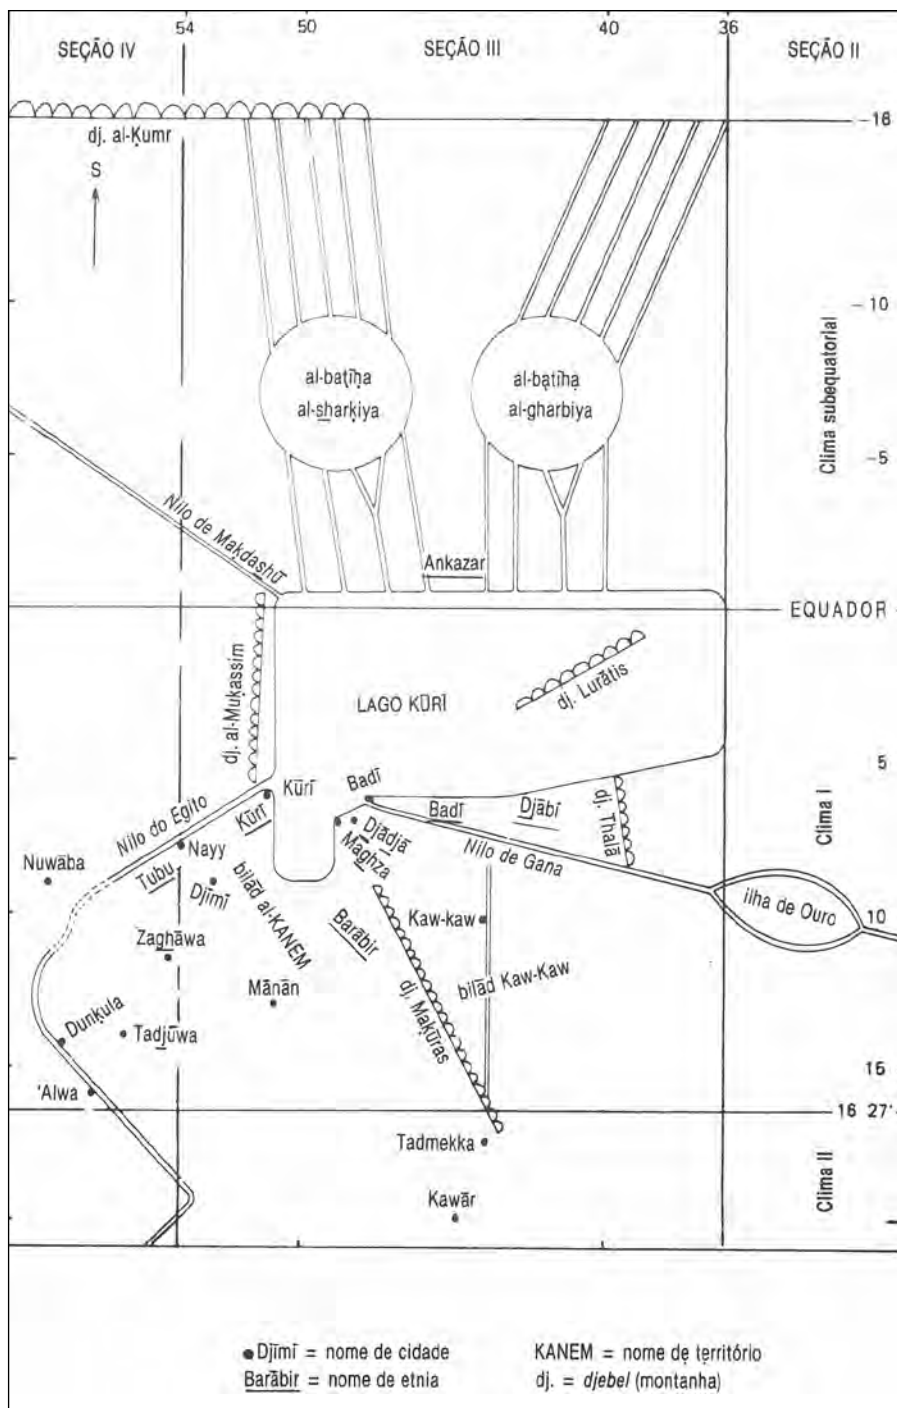 54 50 40 36
SEÇÃO IV SEÇÃO III SEÇÃO II
16
dj. al-Ḳumr
S
10
al-baṭīḥa
al-sharḳiya
al-baṭīḥa
al-gharbiya
Clima subequatorial
5
Nilo de Maḳdashū
Ankazar
EQUADOR
dj. al-Muḳassim
LAGO KŪRĪ
dj. Lurātis
5
Kūrī
Badī
Kūrī
Badī
Djābī
dj. Thalā
Clima I
Nilo do Egito
Djādjā
Nilo de Gana
Nayy
Maghza
Nuwāba
Tubu
Djīmī
bilād al-KANEM
ilha de Ouro
10
Kaw-kaw
Barābir
Zaghāwa
bilād Kaw-Kaw
Mānān
dj. Maḳūras
Dunḳula
Tadjūwa
15
'Alwa
16 27'
Tadmekka
Clima II
Kawār
Djīmī = nome de cidade
KANEM = nome de território
Barābir = nome de etnia
dj. = djebel (montanha)